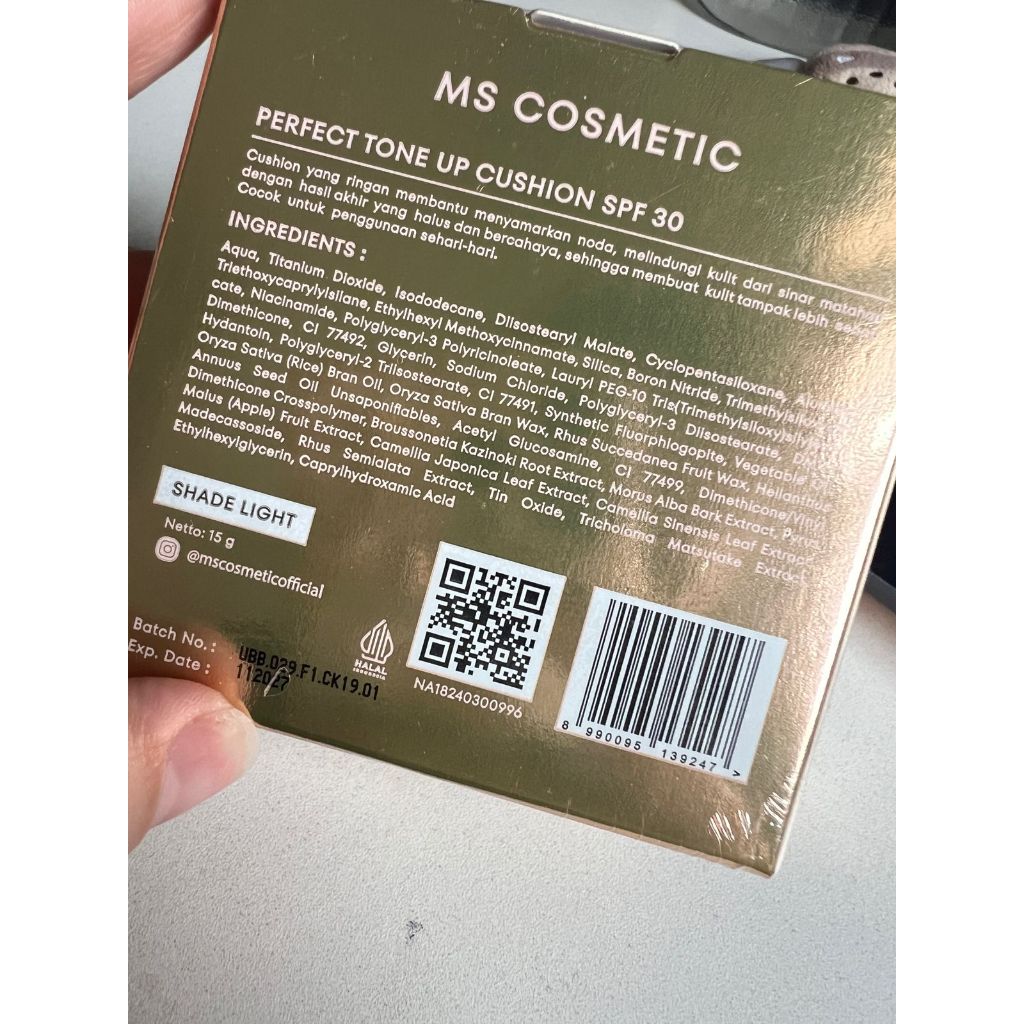 MS COSMETIC
PERFECT TONE UP CUSHION SPF 30
Cushion yang ringan membantu menyamarkan noda, melindungi kulit dari sinar matahari
dengan hasil akhir yang halus dan bercahaya, sehingga membuat kulit tampak lebih
Cocok untuk penggunaan sehari-hari.
INGREDIENTS :
Aqua, Titanium Dioxide, Isododecane, Diisostearyl Malate, Cyclopentasiloxane,
Triethoxycaprylylsilane, Ethylhexyl Methoxycinnamate, Silica, Boron Nitride,
cate, Niacinamide, Polyglyceryl-3 Polyricinoleate, Lauryl PEG-10 Tris(Trimethylsiloxy)silylethyl
Dimethicone, CI 77492, Glycerin, Sodium Chloride, Polyglyceryl-3 Diisostearate,
Hydantoin, Polyglyceryl-2 Triisostearate, CI 77491, Synthetic Fluorphlogopite, Vegetable
Oryza Sativa (Rice) Bran Oil, Oryza Sativa Bran Wax, Rhus Succedanea Fruit Wax, Helianthus
Annuus Seed Oil Unsaponifiables, Acetyl Glucosamine, CI 77499, Dimethicone/Vinyl
Dimethicone Crosspolymer, Broussonetia Kazinoki Root Extract, Morus Alba Bark Extract, Pyrus
Malus (Apple) Fruit Extract, Camellia Japonica Leaf Extract, Camellia Sinensis Leaf Extract,
Madecassoside, Rhus Semialata Extract, Tin Oxide, Tricholoma Matsutake Extract,
Ethylhexylglycerin, Caprylhydroxamic Acid
SHADE LIGHT
Netto: 15 g
@mscosmeticofficial
Batch No.: UBB.029.F1.CK19.01
Exp. Date : 112027
HALAL
INDONESIA
NA18240300996
8 990095 139247 >